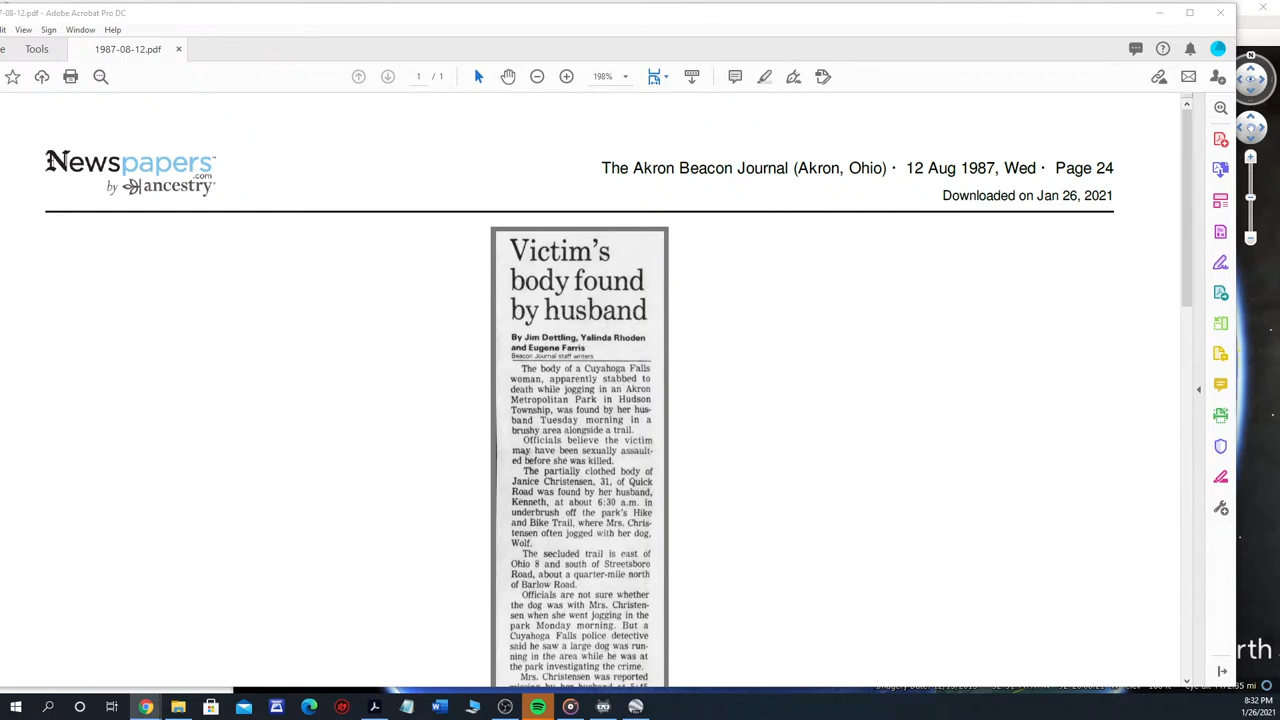 7-08-12.pdf - Adobe Acrobat Pro DC
View Sign Window Help
Tools
1987-08-12.pdf
1 / 1
198%
Newspapers™
.com
by ancestry
The Akron Beacon Journal (Akron, Ohio) · 12 Aug 1987, Wed · Page 24
Downloaded on Jan 26, 2021
Victim's
body found
by husband
By Jim Dettling, Yalinda Rhoden
and Eugene Farris
Beacon Journal staff writers
The body of a Cuyahoga Falls
woman, apparently stabbed to
death while jogging in an Akron
Metropolitan Park in Hudson
Township, was found by her hus-
band Tuesday morning in a
brushy area alongside a trail.
Officials believe the victim
may have been sexually assault-
ed before she was killed.
The partially clothed body of
Janice Christensen, 31, of Quick
Road was found by her husband,
Kenneth, at about 6:30 a.m. in
underbrush off the park's Hike
and Bike Trail, where Mrs. Chris-
tensen often jogged with her dog,
Wolf.
The secluded trail is east of
Ohio 8 and south of Streetsboro
Road, about a quarter-mile north
of Barlow Road.
Officials are not sure whether
the dog was with Mrs. Christen-
sen when she went jogging in the
park Monday morning. But a
Cuyahoga Falls police detective
said he saw a large dog was run-
ning in the area while he was at
the park investigating the crime.
Mrs. Christensen was reported
missing by her husband at 5:45
N
rth
8:32 PM
1/26/2021